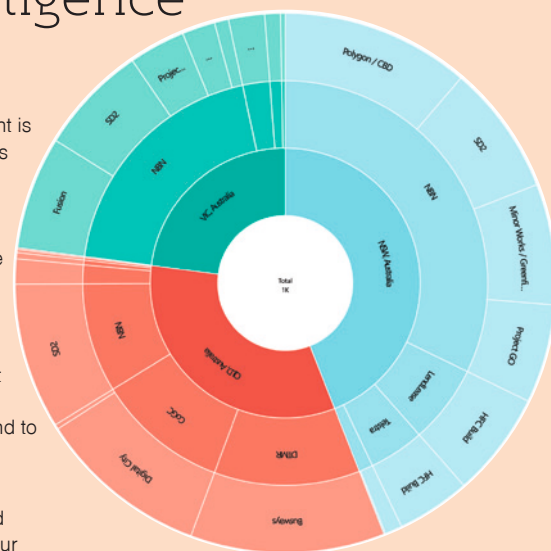 ligence
nt is
s
e
nd to
d
ur
Total
1K
NSW, Australia
QLD, Australia
VIC, Australia
NBN
Lendlease
Telstra
DTMR
CoGC
NBN
NBN
Polygon / CBD
SD2
Minor Works / Greenfi...
Project GO
HFC Build
HFC Build
Busways
Digital City
SD2
Fusion
SD2
Projec...
...
...